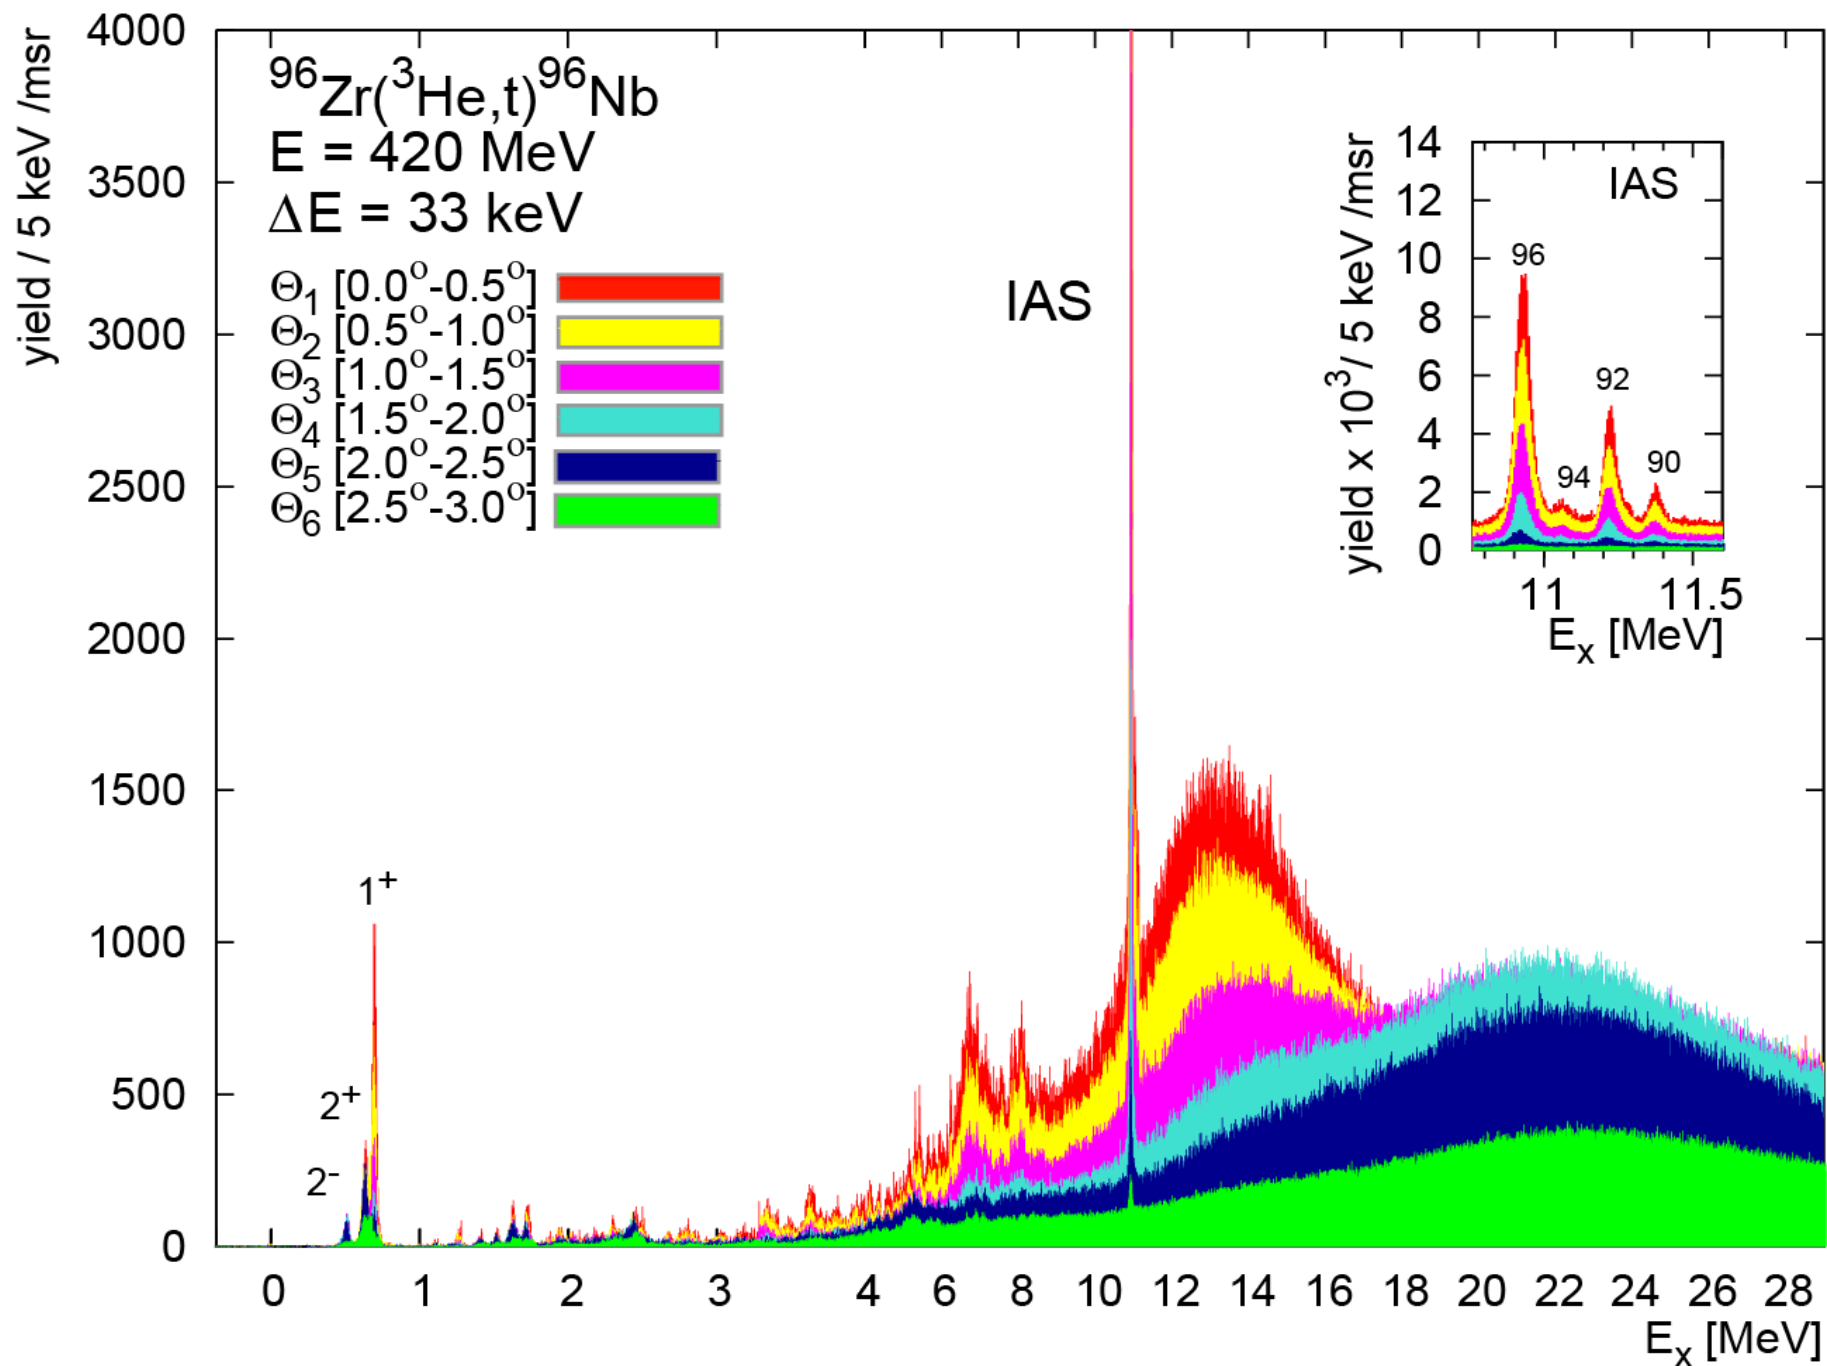 yield / 5 keV /msr
4000
3500
3000
2500
2000
1500
1000
500
0
⁹⁶Zr(³He,t)⁹⁶Nb
E = 420 MeV
ΔE = 33 keV
Θ₁ [0.0°-0.5°]
Θ₂ [0.5°-1.0°]
Θ₃ [1.0°-1.5°]
Θ₄ [1.5°-2.0°]
Θ₅ [2.0°-2.5°]
Θ₆ [2.5°-3.0°]
IAS
1⁺
2⁺
2⁻
yield x 10³/ 5 keV /msr
14
12
10
8
6
4
2
0
IAS
96
94
92
90
11 11.5
Eₓ [MeV]
0 1 2 3 4 6 8 10 12 14 16 18 20 22 24 26 28
Eₓ [MeV]